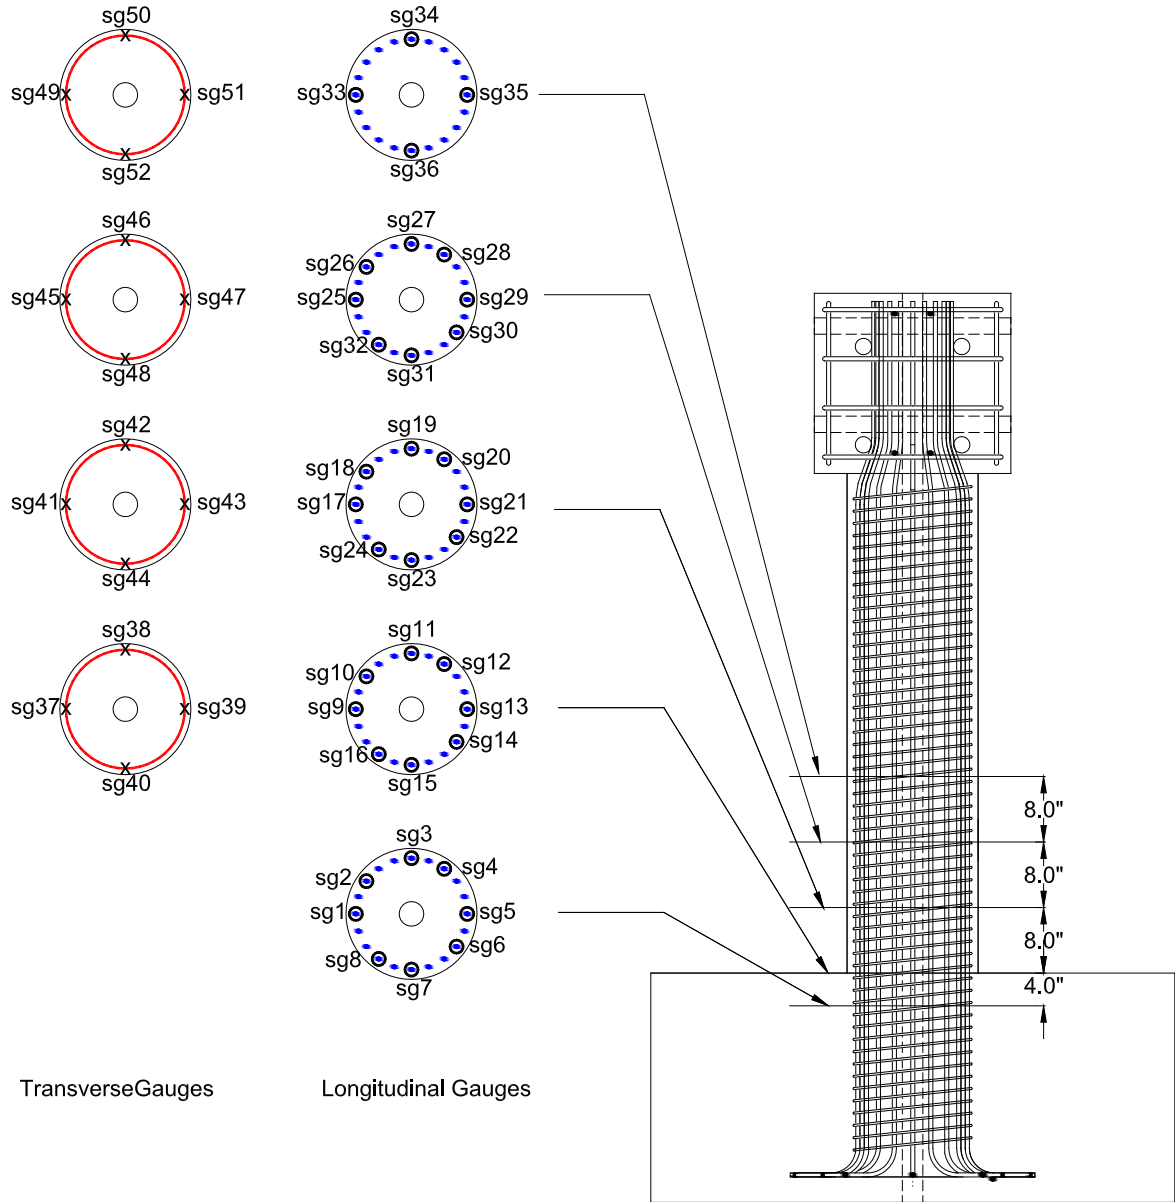 sg50
sg49
sg51
sg52
sg34
sg33
sg35
sg36
sg46
sg45
sg47
sg48
sg27
sg26
sg28
sg25
sg29
sg30
sg32
sg31
sg42
sg41
sg43
sg44
sg19
sg18
sg20
sg17
sg21
sg22
sg24
sg23
sg38
sg37
sg39
sg40
sg11
sg10
sg12
sg9
sg13
sg14
sg16
sg15
sg3
sg2
sg4
sg1
sg5
sg6
sg8
sg7
8.0"
8.0"
8.0"
4.0"
TransverseGauges
Longitudinal Gauges